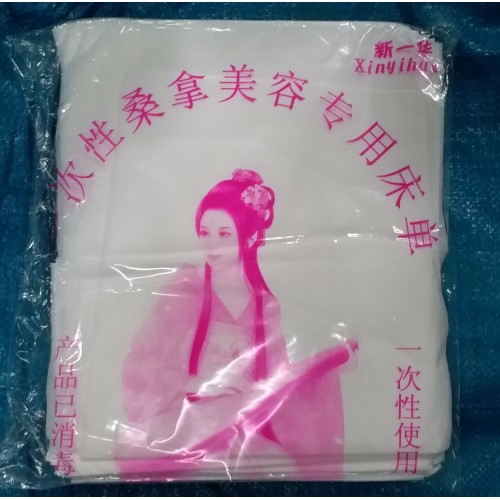 新一华
Xinyihua
次性桑拿美容专用床单
产品已消毒
一次性使用